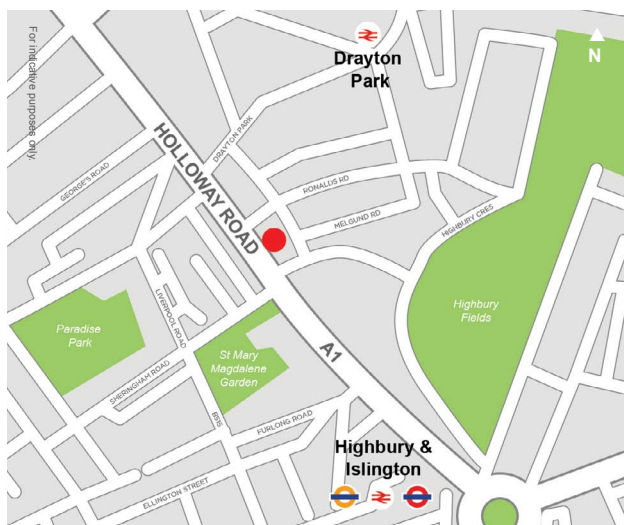 For indicative purposes only.
Drayton
Park
N
DRAYTON PARK
HOLLOWAY ROAD
GEORGE'S ROAD
RONALDS RD
MELGUND RD
HIGHBURY CRES
LIVERPOOL ROAD
Highbury
Fields
Paradise
Park
St Mary
Magdalene
Garden
A1
SHERINGHAM ROAD
FURLONG ROAD
ELLINGTON STREET
Highbury &
Islington